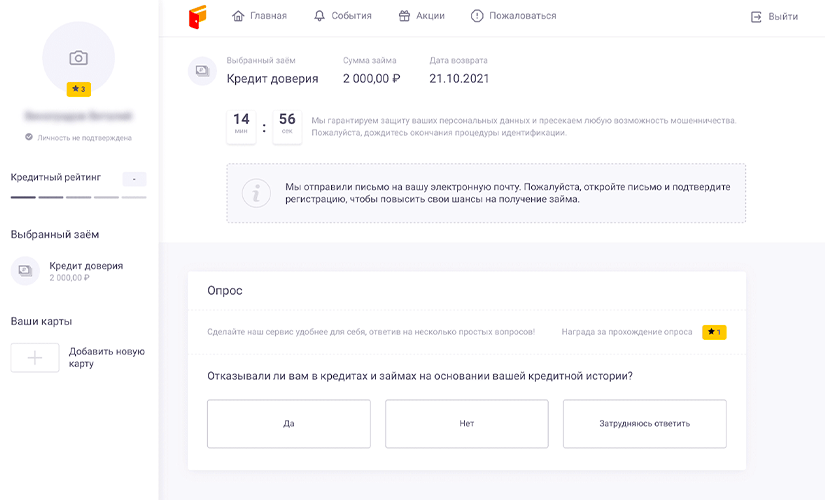 Главная
События
Акции
Пожаловаться
Выйти
3
Личность не подтверждена
Кредитный рейтинг
-
Выбранный заём
Кредит доверия
2 000,00 ₽
Ваши карты
Добавить новую
карту
Выбранный заём
Сумма займа
Дата возврата
Кредит доверия
2 000,00 ₽
21.10.2021
14 : 56
мин
сек
Мы гарантируем защиту ваших персональных данных и пресекаем любую возможность мошенничества.
Пожалуйста, дождитесь окончания процедуры идентификации.
Мы отправили письмо на вашу электронную почту. Пожалуйста, откройте письмо и подтвердите
регистрацию, чтобы повысить свои шансы на получение займа.
Опрос
Сделайте наш сервис удобнее для себя, ответив на несколько простых вопросов!
Награда за прохождение опроса
1
Отказывали ли вам в кредитах и займах на основании вашей кредитной истории?
Да
Нет
Затрудняюсь ответить